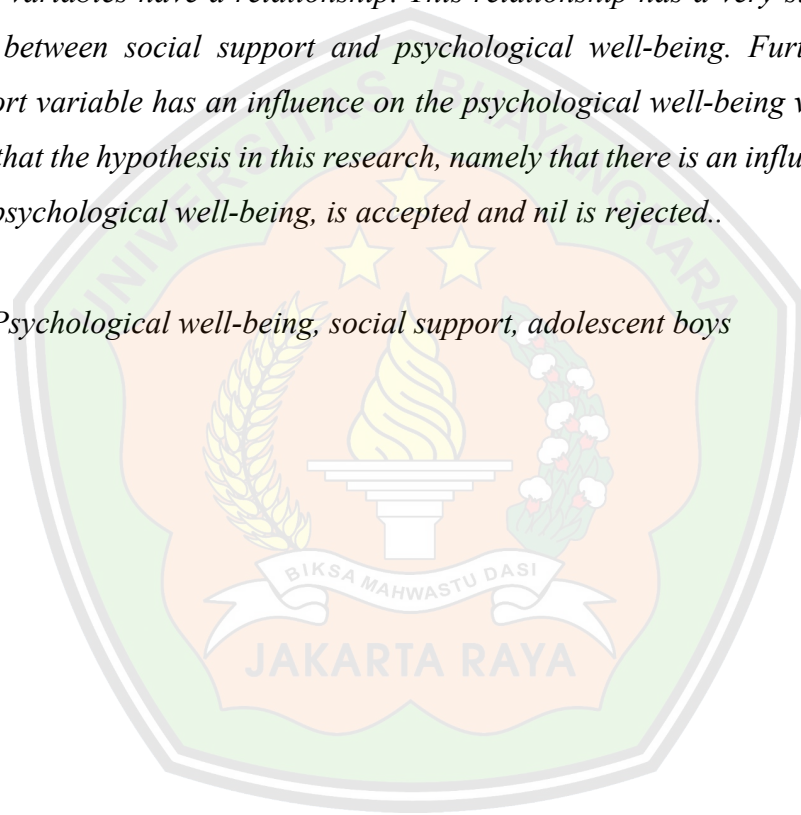 variables have a relationship. This relationship has a very
between social support and psychological well-being. Furt
ort variable has an influence on the psychological well-being v
that the hypothesis in this research, namely that there is an influ
psychological well-being, is accepted and nil is rejected..
Psychological well-being, social support, adolescent boys
UNIVERSITAS BHAYANGKARA
BIKSA MAHWASTU DASI
JAKARTA RAYA